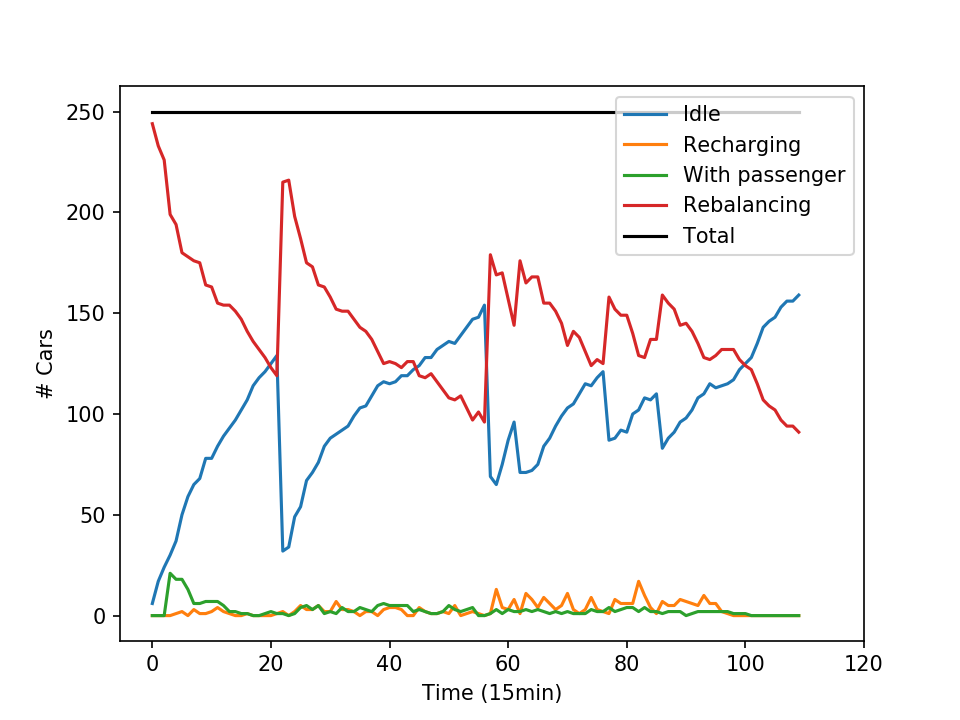 250
200
150
100
50
0
# Cars
Idle
Recharging
With passenger
Rebalancing
Total
0 20 40 60 80 100 120
Time (15min)